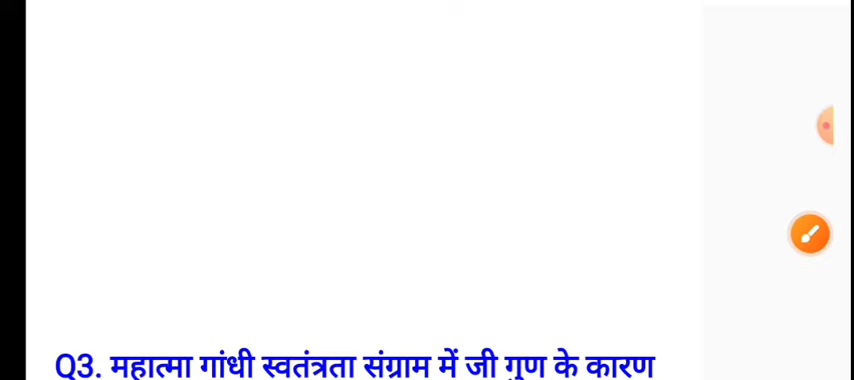 Q3. महात्मा गांधी स्वतंत्रता संग्राम में जी गुण के कारण